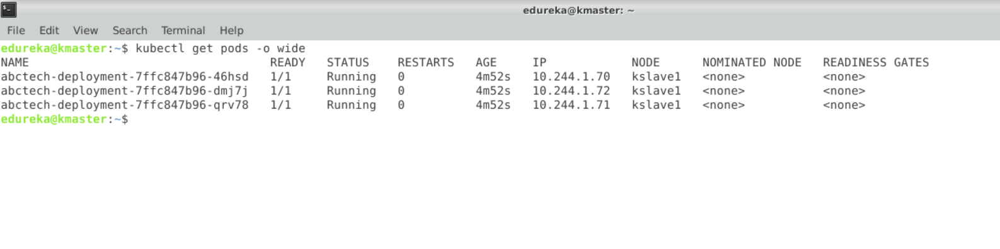 edureka@kmaster: ~
File Edit View Search Terminal Help
edureka@kmaster:~$ kubectl get pods -o wide
NAME READY STATUS RESTARTS AGE IP NODE NOMINATED NODE READINESS GATES
abctech-deployment-7ffc847b96-46hsd 1/1 Running 0 4m52s 10.244.1.70 kslave1 <none> <none>
abctech-deployment-7ffc847b96-dmj7j 1/1 Running 0 4m52s 10.244.1.72 kslave1 <none> <none>
abctech-deployment-7ffc847b96-qrv78 1/1 Running 0 4m52s 10.244.1.71 kslave1 <none> <none>
edureka@kmaster:~$